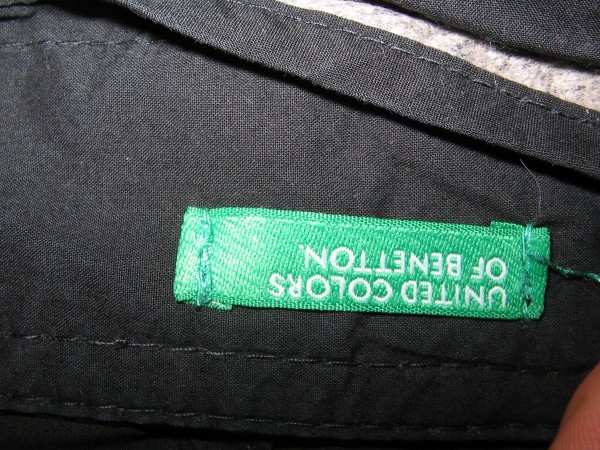 UNITED COLORS
OF BENETTON.